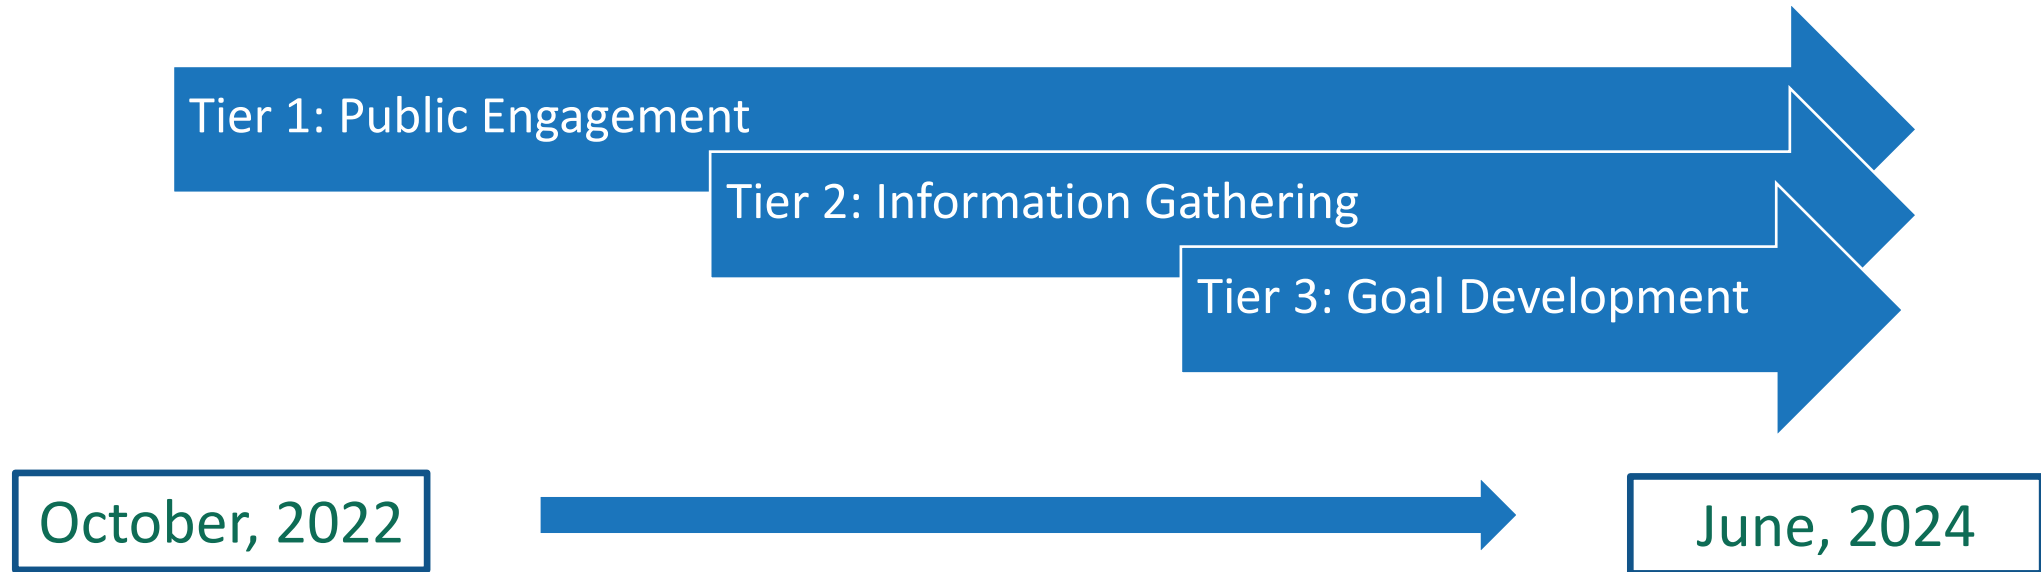 Tier 1: Public Engagement
Tier 2: Information Gathering
Tier 3: Goal Development
October, 2022
June, 2024